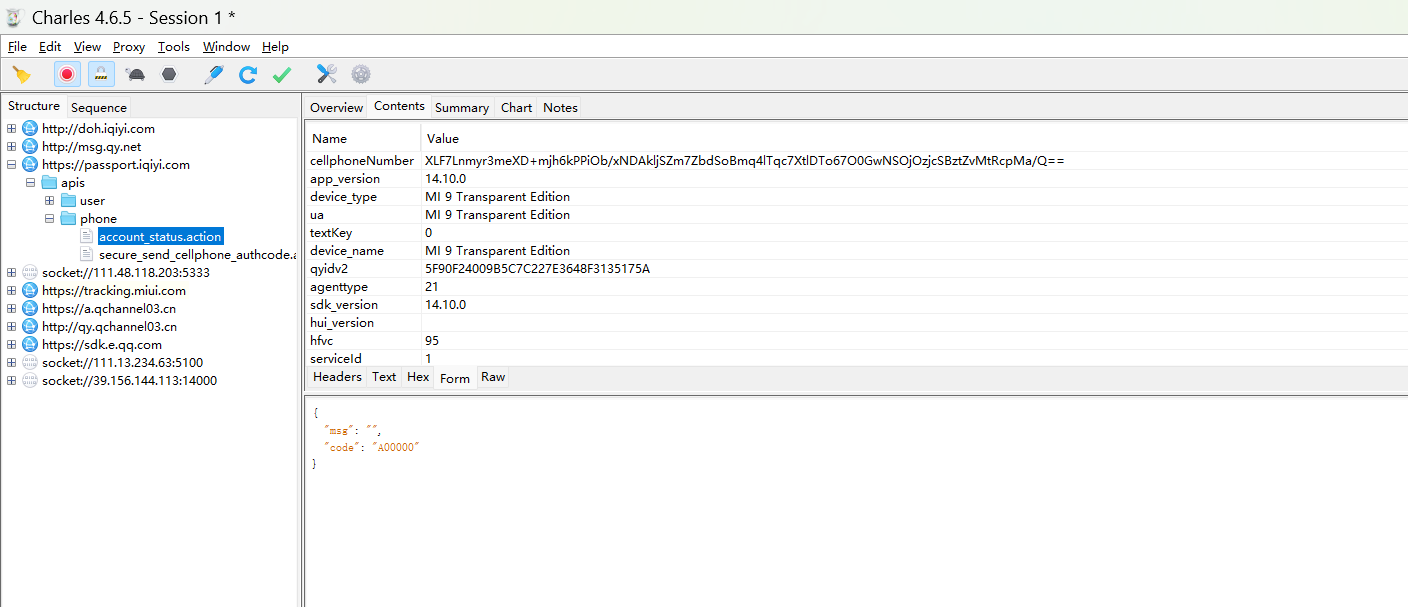 Charles 4.6.5 - Session 1 *
File Edit View Proxy Tools Window Help
Structure Sequence
http://doh.iqiyi.com
http://msg.qy.net
https://passport.iqiyi.com
apis
user
phone
account_status.action
secure_send_cellphone_authcode.a
socket://111.48.118.203:5333
https://tracking.miui.com
https://a.qchannel03.cn
http://qy.qchannel03.cn
https://sdk.e.qq.com
socket://111.13.234.63:5100
socket://39.156.144.113:14000
Overview Contents Summary Chart Notes
Name Value
cellphoneNumber XLF7Lnmyr3meXD+mjh6kPPiOb/xNDAkljSZm7ZbdSoBmq4lTqc7XtlDTo67O0GwNSOjOzjcSBztZvMtRcpMa/Q==
app_version 14.10.0
device_type MI 9 Transparent Edition
ua MI 9 Transparent Edition
textKey 0
device_name MI 9 Transparent Edition
qyidv2 5F90F24009B5C7C227E3648F3135175A
agenttype 21
sdk_version 14.10.0
hui_version
hfvc 95
serviceId 1
Headers Text Hex Form Raw
{
"msg": "",
"code": "A00000"
}